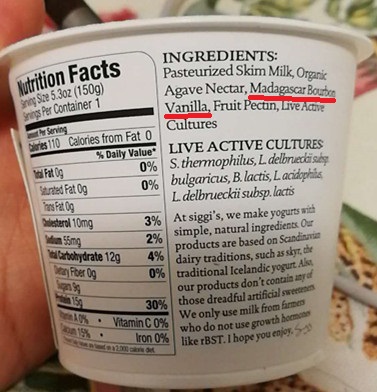 Nutrition Facts
Serving Size 5.3oz (150g)
Servings Per Container 1
Amount Per Serving
Calories 110 Calories from Fat 0
% Daily Value*
Total Fat 0g 0%
Saturated Fat 0g 0%
Trans Fat 0g
Cholesterol 10mg 3%
Sodium 55mg 2%
Total Carbohydrate 12g 4%
Dietary Fiber 0g 0%
Sugars 9g
Protein 15g 30%
Vitamin A 0% • Vitamin C 0%
Calcium 15% • Iron 0%
INGREDIENTS:
Pasteurized Skim Milk, Organic
Agave Nectar, Madagascar Bourbon
Vanilla, Fruit Pectin, Live Active
Cultures
LIVE ACTIVE CULTURES:
S. thermophilus, L. delbrueckii subsp.
bulgaricus, B. lactis, L. acidophilus,
L. delbrueckii subsp. lactis
At siggi's, we make yogurts with
simple, natural ingredients. Our
products are based on Scandinavian
dairy traditions, such as skyr, the
traditional Icelandic yogurt. Also,
our products don't contain any of
those dreadful artificial sweeteners.
We only use milk from farmers
who do not use growth hormones
like rBST. I hope you enjoy,